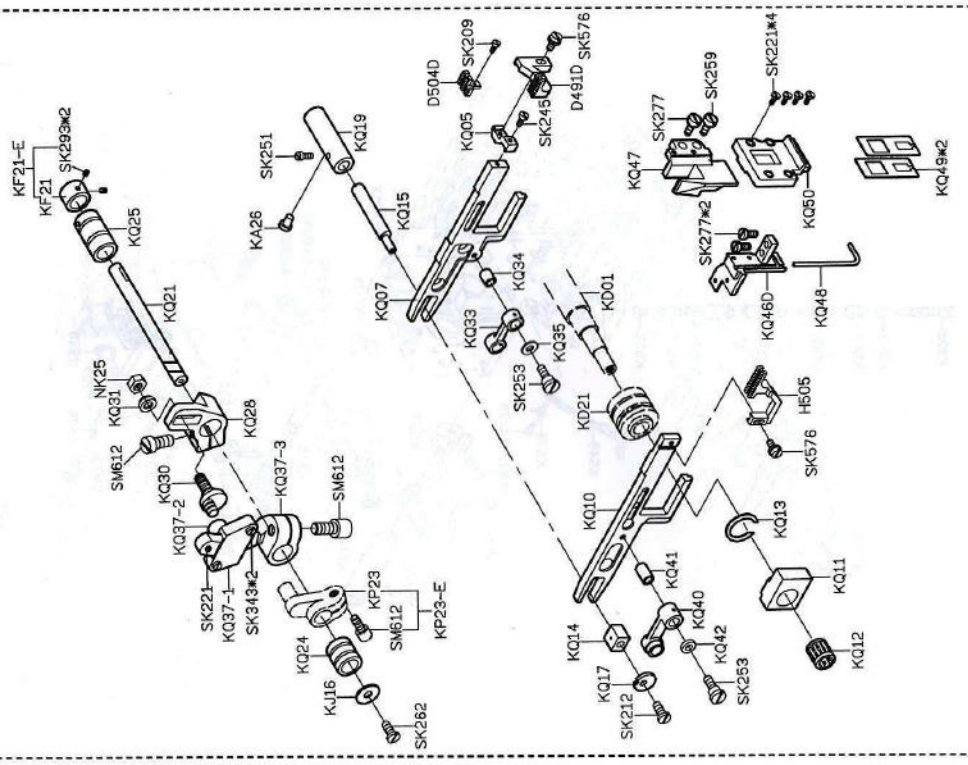 KF21-E
SK293*2
KF21
KQ25
KQ21
NK25
KQ31
KQ28
SM612
KQ30
KQ37-2
KQ37-3
SM612
SK221
KQ37-1
SK343*2
KP23
KP23-E
SM612
KQ24
KJ16
SK262
SK251
KQ19
KA26
KQ15
KQ07
KQ34
KQ33
KQ35
SK253
D504D
SK209
SK576
KQ05
SK245
D491D
KD01
KD21
KQ10
KQ41
KQ40
KQ42
SK253
KQ14
KQ17
SK212
SK277
SK259
KQ47
SK221*4
KQ50
KQ49*2
SK277*2
KQ46D
KQ48
H505
SK576
KQ13
KQ11
KQ12